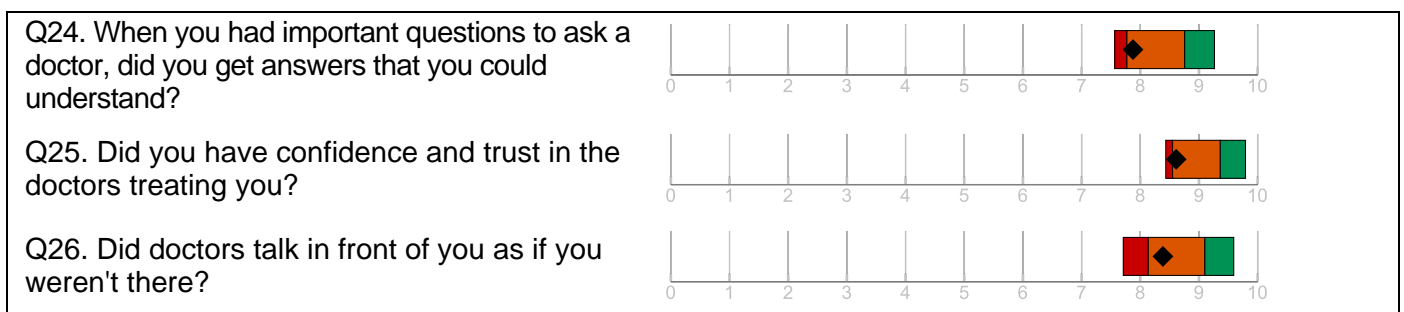 Q24. When you had important questions to ask a
doctor, did you get answers that you could
understand?
0 1 2 3 4 5 6 7 8 9 10
Q25. Did you have confidence and trust in the
doctors treating you?
0 1 2 3 4 5 6 7 8 9 10
Q26. Did doctors talk in front of you as if you
weren't there?
0 1 2 3 4 5 6 7 8 9 10